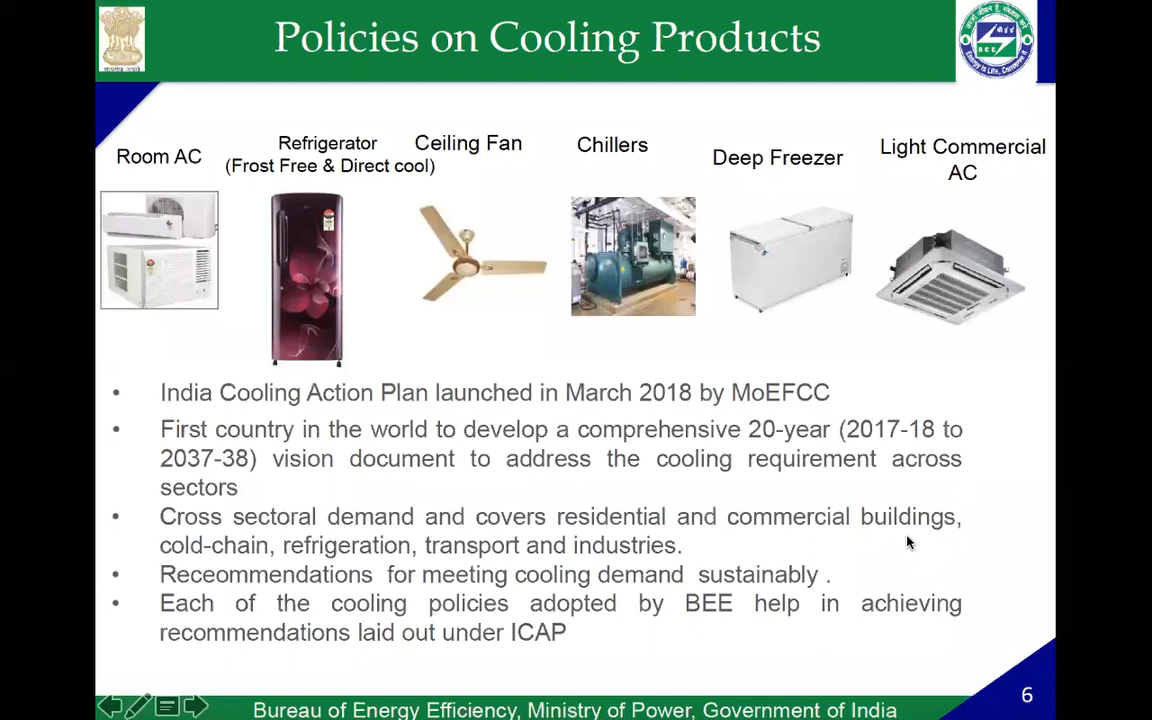 Policies on Cooling Products
Room AC
Refrigerator
(Frost Free & Direct cool)
Ceiling Fan
Chillers
Deep Freezer
Light Commercial
AC
• India Cooling Action Plan launched in March 2018 by MoEFCC
• First country in the world to develop a comprehensive 20-year (2017-18 to
2037-38) vision document to address the cooling requirement across
sectors
• Cross sectoral demand and covers residential and commercial buildings,
cold-chain, refrigeration, transport and industries.
• Receommendations for meeting cooling demand sustainably .
• Each of the cooling policies adopted by BEE help in achieving
recommendations laid out under ICAP
6
Bureau of Energy Efficiency, Ministry of Power, Government of India